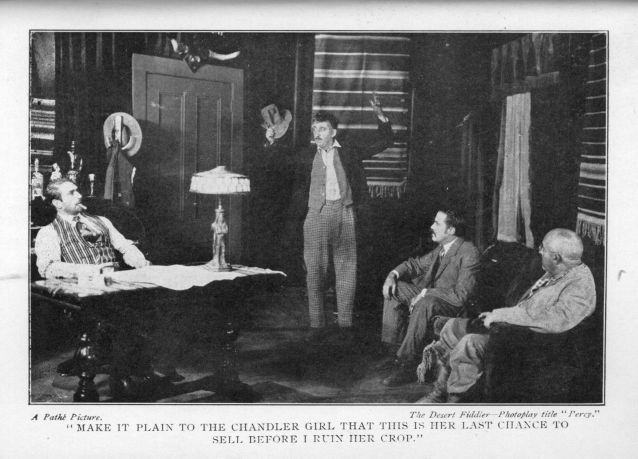 A Pathé Picture.
The Desert Fiddler—Photoplay title "Percy."
"MAKE IT PLAIN TO THE CHANDLER GIRL THAT THIS IS HER LAST CHANCE TO
SELL BEFORE I RUIN HER CROP."